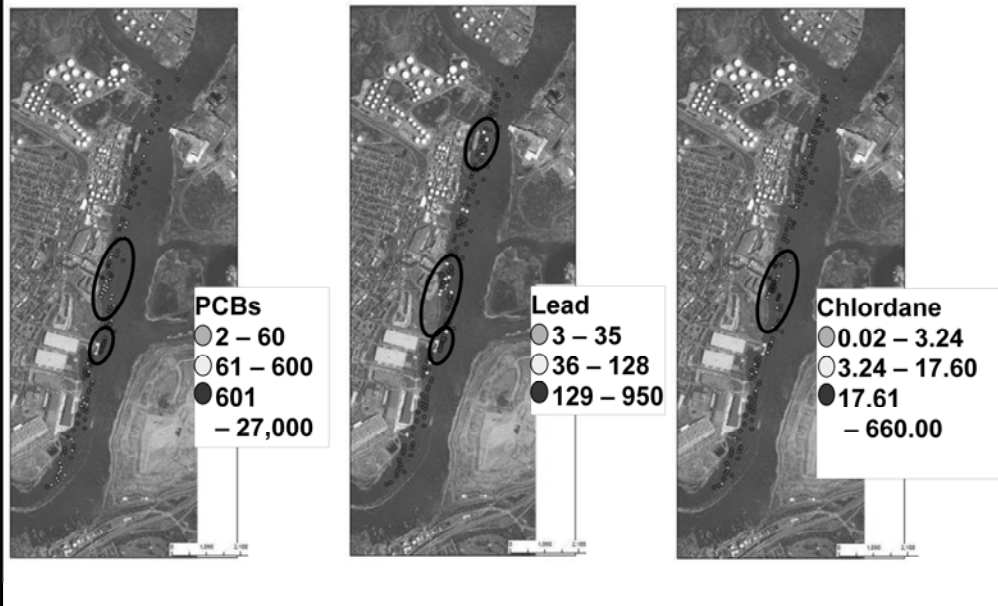 PCBs
2 – 60
61 – 600
601
– 27,000
Lead
3 – 35
36 – 128
129 – 950
Chlordane
0.02 – 3.24
3.24 – 17.60
17.61
– 660.00